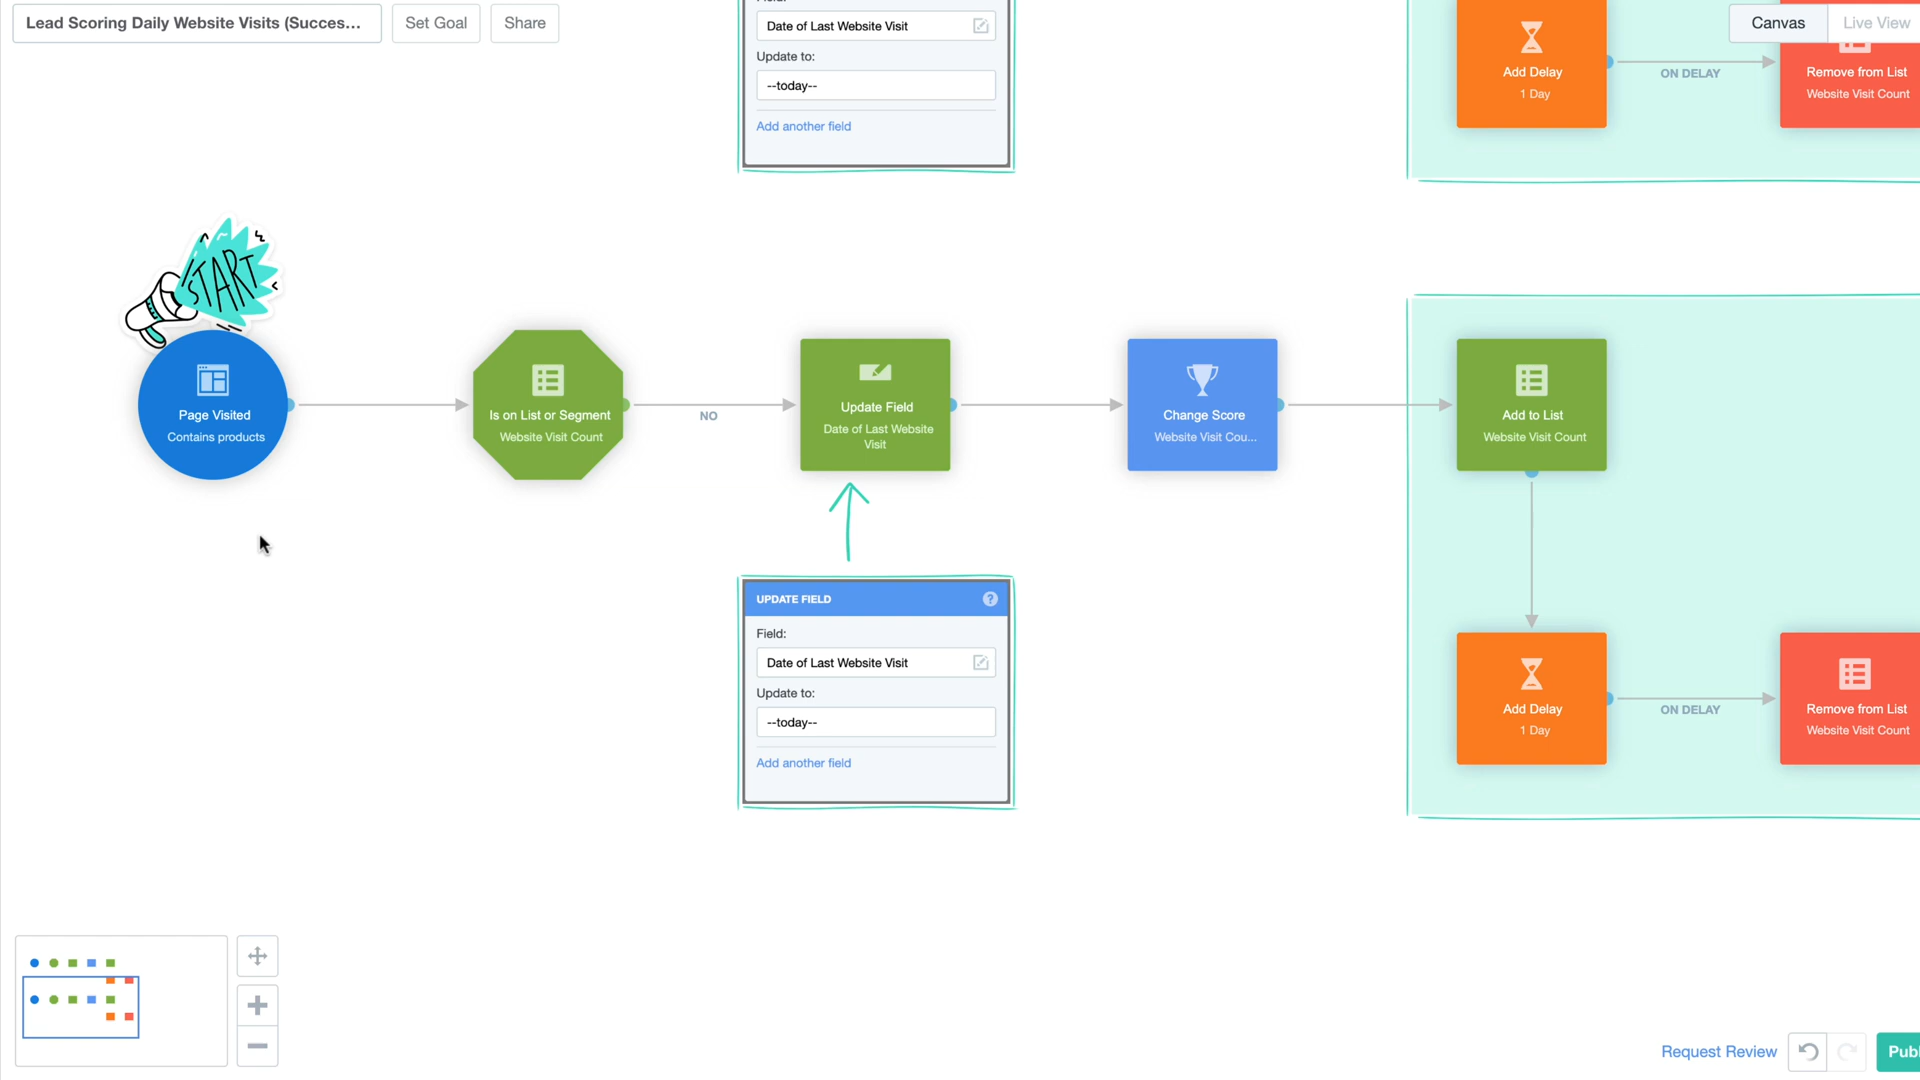 Lead Scoring Daily Website Visits (Succes...
Set Goal
Share
Canvas
Live View
Date of Last Website Visit
Update to:
--today--
Add another field
Add Delay
1 Day
ON DELAY
Remove from List
Website Visit Count
START
Page Visited
Contains products
Is on List or Segment
Website Visit Count
NO
Update Field
Date of Last Website
Visit
Change Score
Website Visit Cou...
Add to List
Website Visit Count
UPDATE FIELD
?
Field:
Date of Last Website Visit
Update to:
--today--
Add another field
Add Delay
1 Day
ON DELAY
Remove from List
Website Visit Count
Request Review
Publ